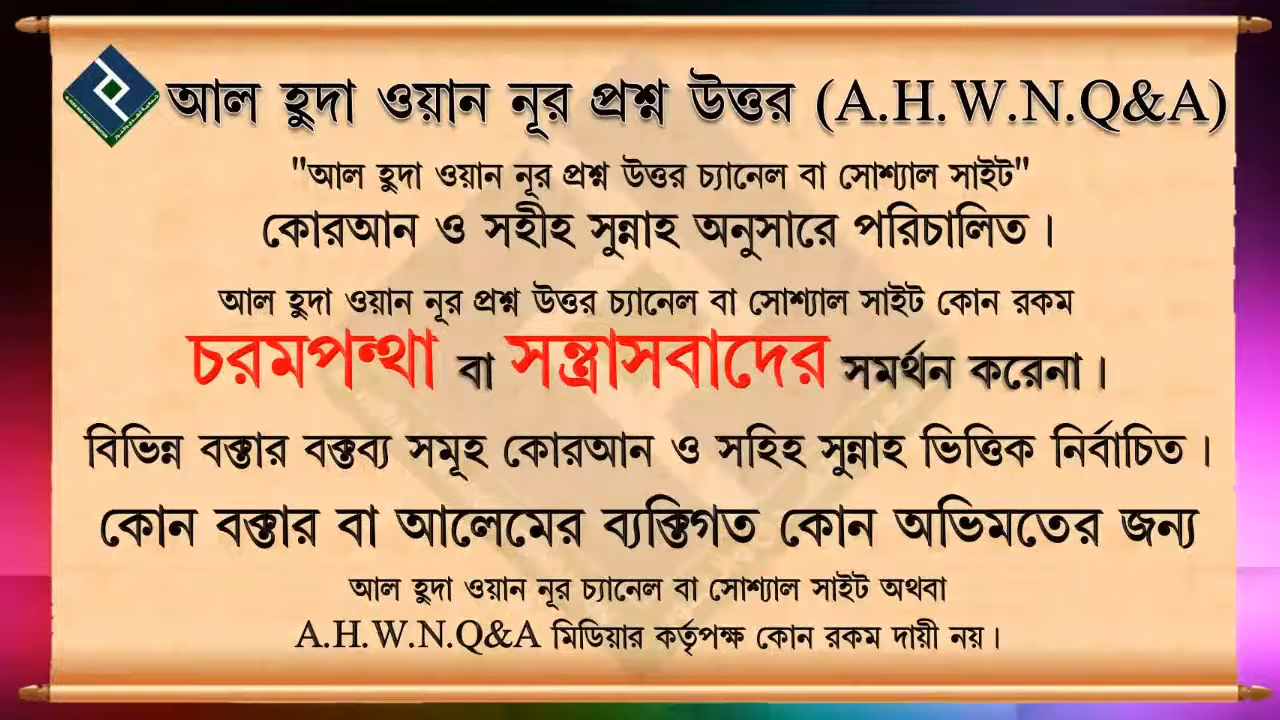 আল হুদা ওয়ান নূর প্রশ্ন উত্তর (A.H.W.N.Q&A)
"আল হুদা ওয়ান নূর প্রশ্ন উত্তর চ্যানেল বা সোশ্যাল সাইট"
কোরআন ও সহীহ সুন্নাহ অনুসারে পরিচালিত।
আল হুদা ওয়ান নূর প্রশ্ন উত্তর চ্যানেল বা সোশ্যাল সাইট কোন রকম
চরমপন্থা বা সন্ত্রাসবাদের সমর্থন করেনা।
বিভিন্ন বক্তার বক্তব্য সমূহ কোরআন ও সহিহ সুন্নাহ ভিত্তিক নির্বাচিত।
কোন বক্তার বা আলেমের ব্যক্তিগত কোন অভিমতের জন্য
আল হুদা ওয়ান নূর চ্যানেল বা সোশ্যাল সাইট অথবা
A.H.W.N.Q&A মিডিয়ার কর্তৃপক্ষ কোন রকম দায়ী নয়।